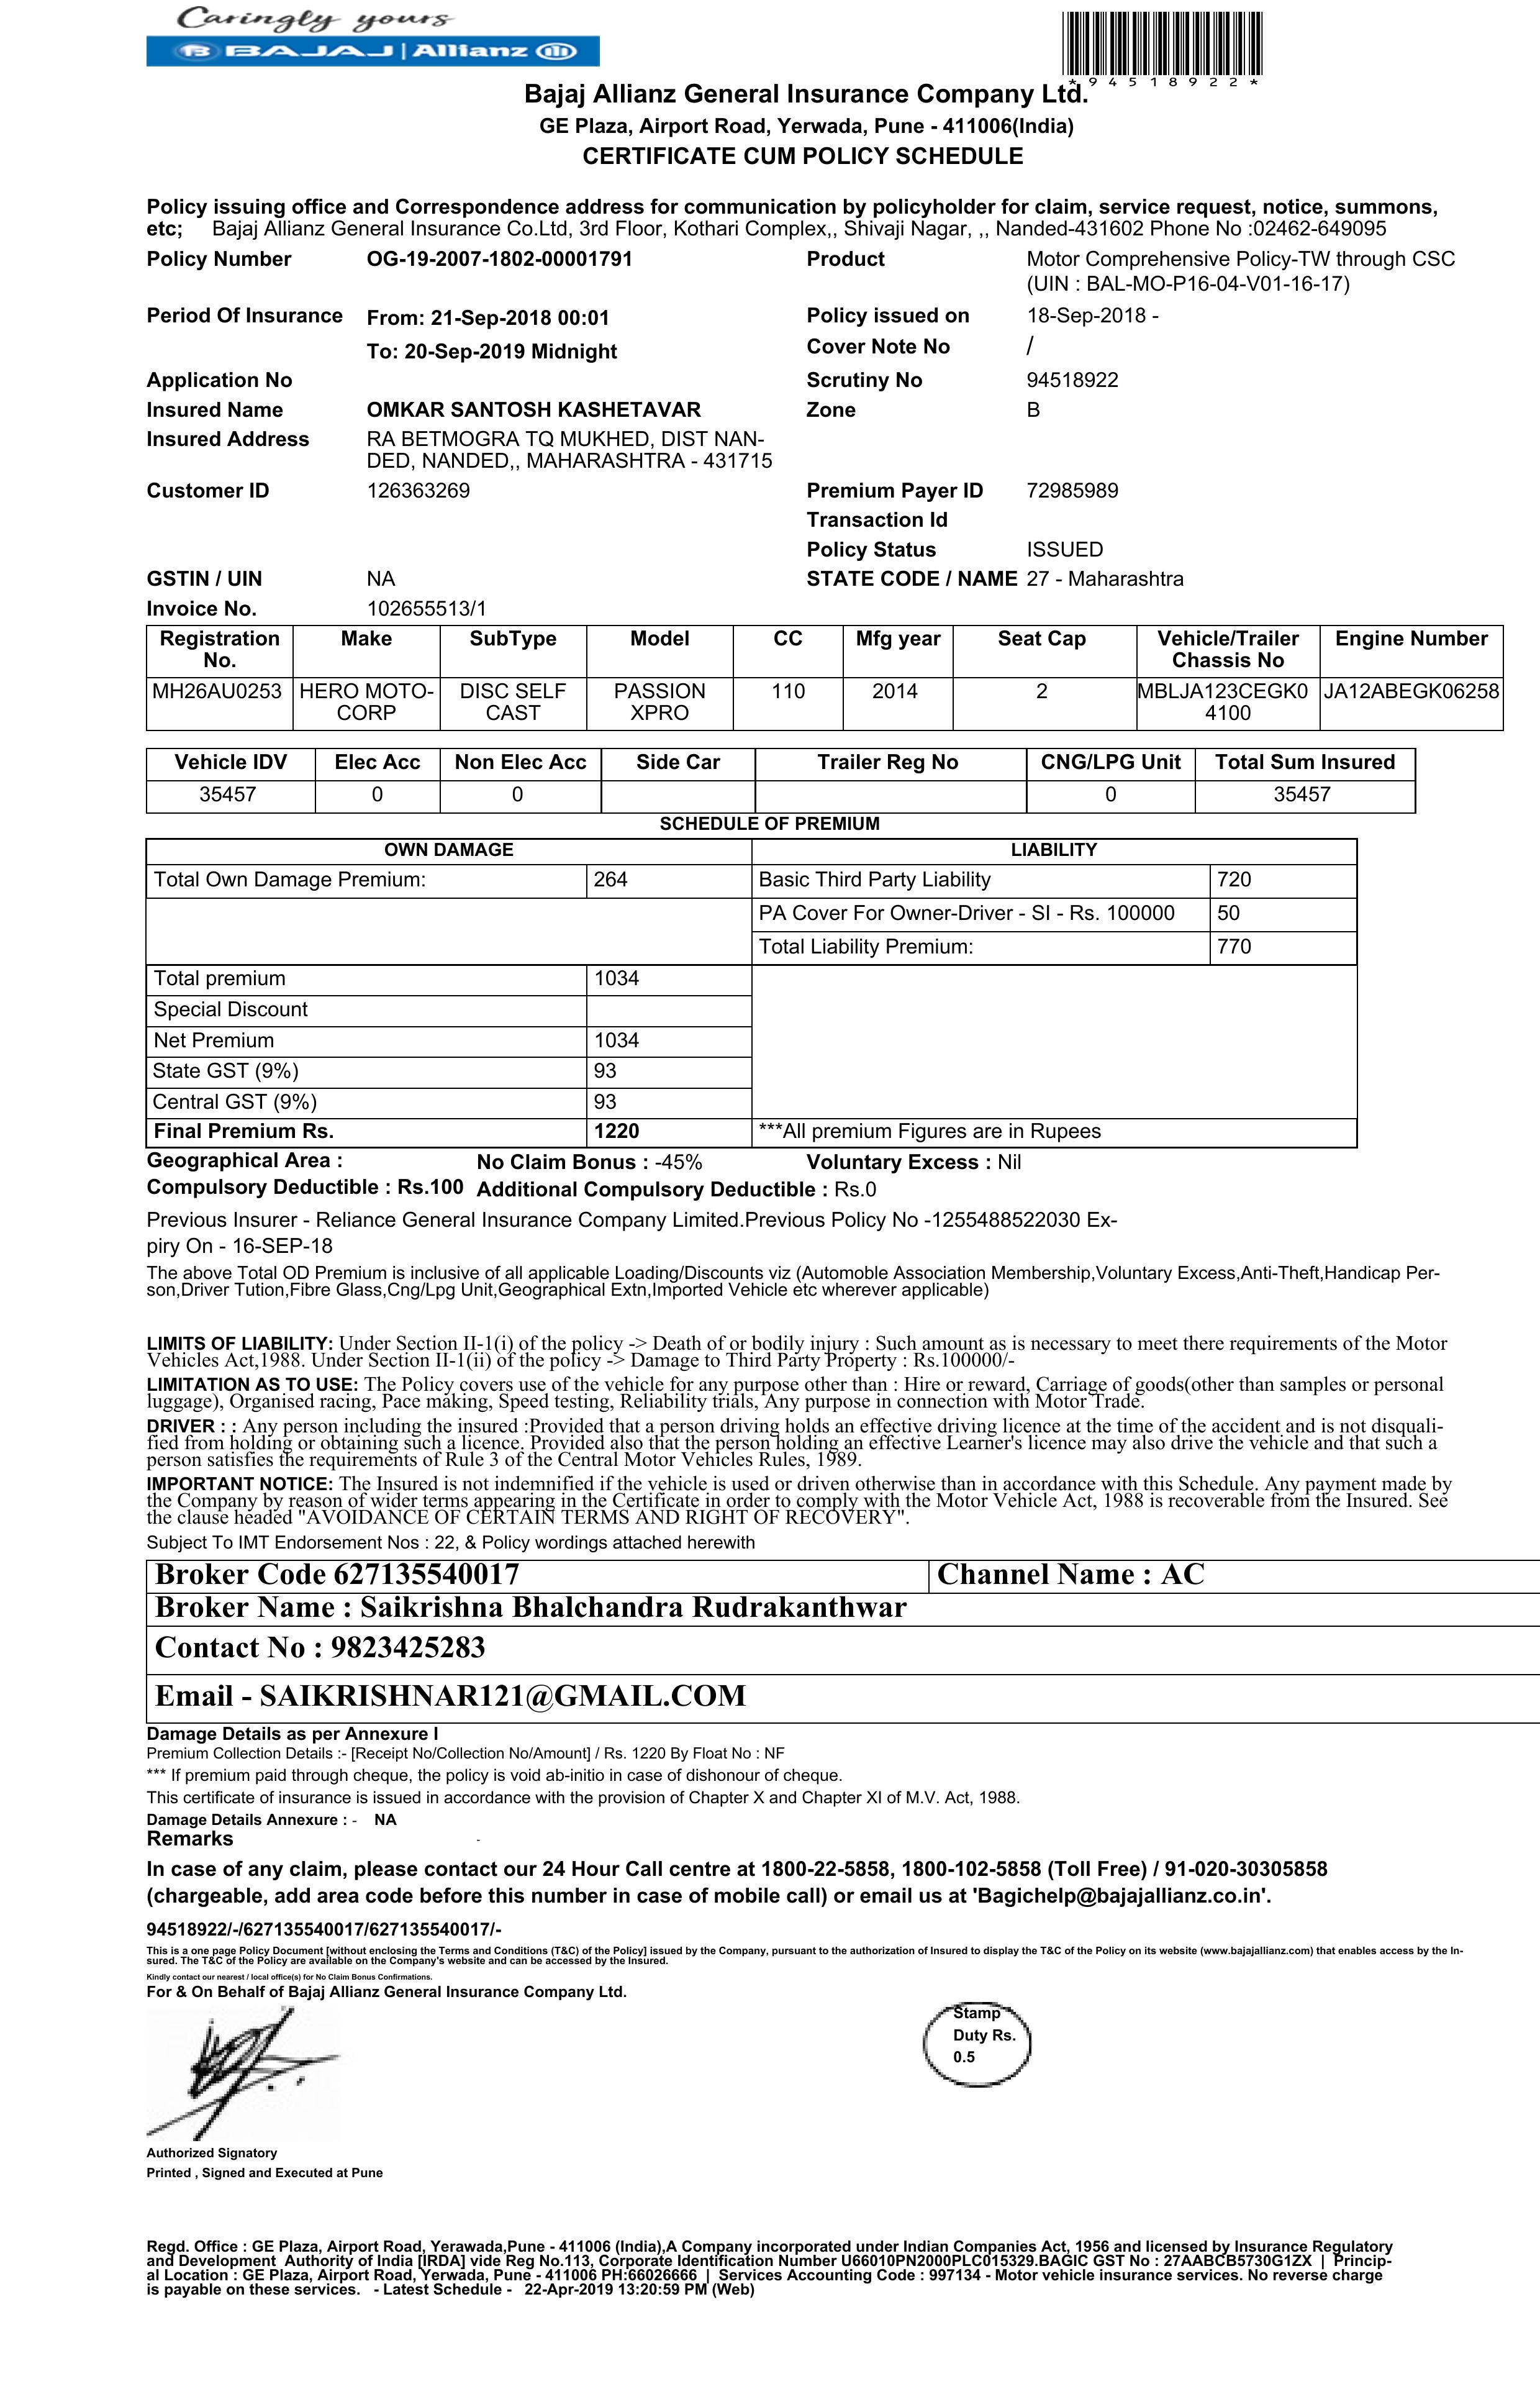 Caringly yours
BAJAJ | Allianz
*94518922*
Bajaj Allianz General Insurance Company Ltd.
GE Plaza, Airport Road, Yerwada, Pune - 411006(India)
CERTIFICATE CUM POLICY SCHEDULE
Policy issuing office and Correspondence address for communication by policyholder for claim, service request, notice, summons,
etc; Bajaj Allianz General Insurance Co.Ltd, 3rd Floor, Kothari Complex,, Shivaji Nagar, ,, Nanded-431602 Phone No :02462-649095
Policy Number OG-19-2007-1802-00001791 Product Motor Comprehensive Policy-TW through CSC
(UIN : BAL-MO-P16-04-V01-16-17)
Period Of Insurance From: 21-Sep-2018 00:01 Policy issued on 18-Sep-2018 -
To: 20-Sep-2019 Midnight Cover Note No /
Application No Scrutiny No 94518922
Insured Name OMKAR SANTOSH KASHETAVAR Zone B
Insured Address RA BETMOGRA TQ MUKHED, DIST NAN-
DED, NANDED,, MAHARASHTRA - 431715
Customer ID 126363269 Premium Payer ID 72985989
Transaction Id
Policy Status ISSUED
GSTIN / UIN NA STATE CODE / NAME 27 - Maharashtra
Invoice No. 102655513/1
Registration Make SubType Model CC Mfg year Seat Cap Vehicle/Trailer Engine Number
No. Chassis No
MH26AU0253 HERO MOTO- DISC SELF PASSION 110 2014 2 MBLJA123CEGK0 JA12ABEGK06258
CORP CAST XPRO 4100
Vehicle IDV Elec Acc Non Elec Acc Side Car Trailer Reg No CNG/LPG Unit Total Sum Insured
35457 0 0 0 35457
SCHEDULE OF PREMIUM
OWN DAMAGE LIABILITY
Total Own Damage Premium: 264 Basic Third Party Liability 720
PA Cover For Owner-Driver - SI - Rs. 100000 50
Total Liability Premium: 770
Total premium 1034
Special Discount
Net Premium 1034
State GST (9%) 93
Central GST (9%) 93
Final Premium Rs. 1220 ***All premium Figures are in Rupees
Geographical Area : No Claim Bonus : -45% Voluntary Excess : Nil
Compulsory Deductible : Rs.100 Additional Compulsory Deductible : Rs.0
Previous Insurer - Reliance General Insurance Company Limited.Previous Policy No -1255488522030 Ex-
piry On - 16-SEP-18
The above Total OD Premium is inclusive of all applicable Loading/Discounts viz (Automoble Association Membership,Voluntary Excess,Anti-Theft,Handicap Per-
son,Driver Tution,Fibre Glass,Cng/Lpg Unit,Geographical Extn,Imported Vehicle etc wherever applicable)
LIMITS OF LIABILITY: Under Section II-1(i) of the policy -> Death of or bodily injury : Such amount as is necessary to meet there requirements of the Motor
Vehicles Act,1988. Under Section II-1(ii) of the policy -> Damage to Third Party Property : Rs.100000/-
LIMITATION AS TO USE: The Policy covers use of the vehicle for any purpose other than : Hire or reward, Carriage of goods(other than samples or personal
luggage), Organised racing, Pace making, Speed testing, Reliability trials, Any purpose in connection with Motor Trade.
DRIVER : : Any person including the insured :Provided that a person driving holds an effective driving licence at the time of the accident and is not disquali-
fied from holding or obtaining such a licence. Provided also that the person holding an effective Learner's licence may also drive the vehicle and that such a
person satisfies the requirements of Rule 3 of the Central Motor Vehicles Rules, 1989.
IMPORTANT NOTICE: The Insured is not indemnified if the vehicle is used or driven otherwise than in accordance with this Schedule. Any payment made by
the Company by reason of wider terms appearing in the Certificate in order to comply with the Motor Vehicle Act, 1988 is recoverable from the Insured. See
the clause headed "AVOIDANCE OF CERTAIN TERMS AND RIGHT OF RECOVERY".
Subject To IMT Endorsement Nos : 22, & Policy wordings attached herewith
Broker Code 627135540017 Channel Name : AC
Broker Name : Saikrishna Bhalchandra Rudrakanthwar
Contact No : 9823425283
Email - SAIKRISHNAR121@GMAIL.COM
Damage Details as per Annexure I
Premium Collection Details :- [Receipt No/Collection No/Amount] / Rs. 1220 By Float No : NF
*** If premium paid through cheque, the policy is void ab-initio in case of dishonour of cheque.
This certificate of insurance is issued in accordance with the provision of Chapter X and Chapter XI of M.V. Act, 1988.
Damage Details Annexure : - NA
Remarks -
In case of any claim, please contact our 24 Hour Call centre at 1800-22-5858, 1800-102-5858 (Toll Free) / 91-020-30305858
(chargeable, add area code before this number in case of mobile call) or email us at 'Bagichelp@bajajallianz.co.in'.
94518922/-/627135540017/627135540017/-
This is a one page Policy Document [without enclosing the Terms and Conditions (T&C) of the Policy] issued by the Company, pursuant to the authorization of Insured to display the T&C of the Policy on its website (www.bajajallianz.com) that enables access by the In-
sured. The T&C of the Policy are available on the Company's website and can be accessed by the Insured.
Kindly contact our nearest / local office(s) for No Claim Bonus Confirmations.
For & On Behalf of Bajaj Allianz General Insurance Company Ltd.
Stamp
Duty Rs.
0.5
Authorized Signatory
Printed , Signed and Executed at Pune
Regd. Office : GE Plaza, Airport Road, Yerawada,Pune - 411006 (India),A Company incorporated under Indian Companies Act, 1956 and licensed by Insurance Regulatory
and Development Authority of India [IRDA] vide Reg No.113, Corporate Identification Number U66010PN2000PLC015329.BAGIC GST No : 27AABCB5730G1ZX | Princip-
al Location : GE Plaza, Airport Road, Yerwada, Pune - 411006 PH:66026666 | Services Accounting Code : 997134 - Motor vehicle insurance services. No reverse charge
is payable on these services. - Latest Schedule - 22-Apr-2019 13:20:59 PM (Web)